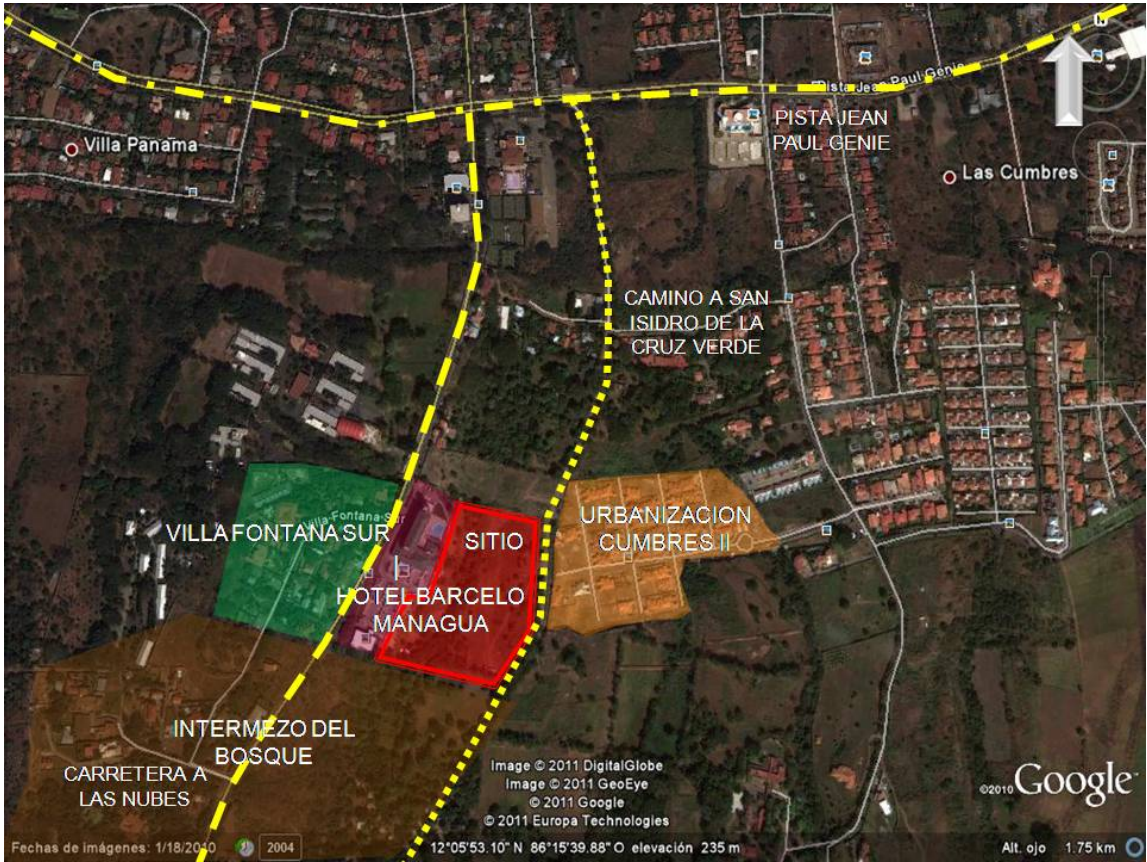 Pista Jean Paul Genie
PISTA JEAN
PAUL GENIE
Villa Panama
Las Cumbres
CAMINO A SAN
ISIDRO DE LA
CRUZ VERDE
Villa Fontana Sur
VILLA FONTANA SUR
SITIO
URBANIZACION
CUMBRES II
HOTEL BARCELO
MANAGUA
INTERMEZO DEL
BOSQUE
CARRETERA A
LAS NUBES
Image © 2011 DigitalGlobe
Image © 2011 GeoEye
© 2011 Google
© 2011 Europa Technologies
©2010 Google
Fechas de imágenes: 1/18/2010 2004 12°05'53.10" N 86°15'39.88" O elevación 235 m Alt. ojo 1.75 km